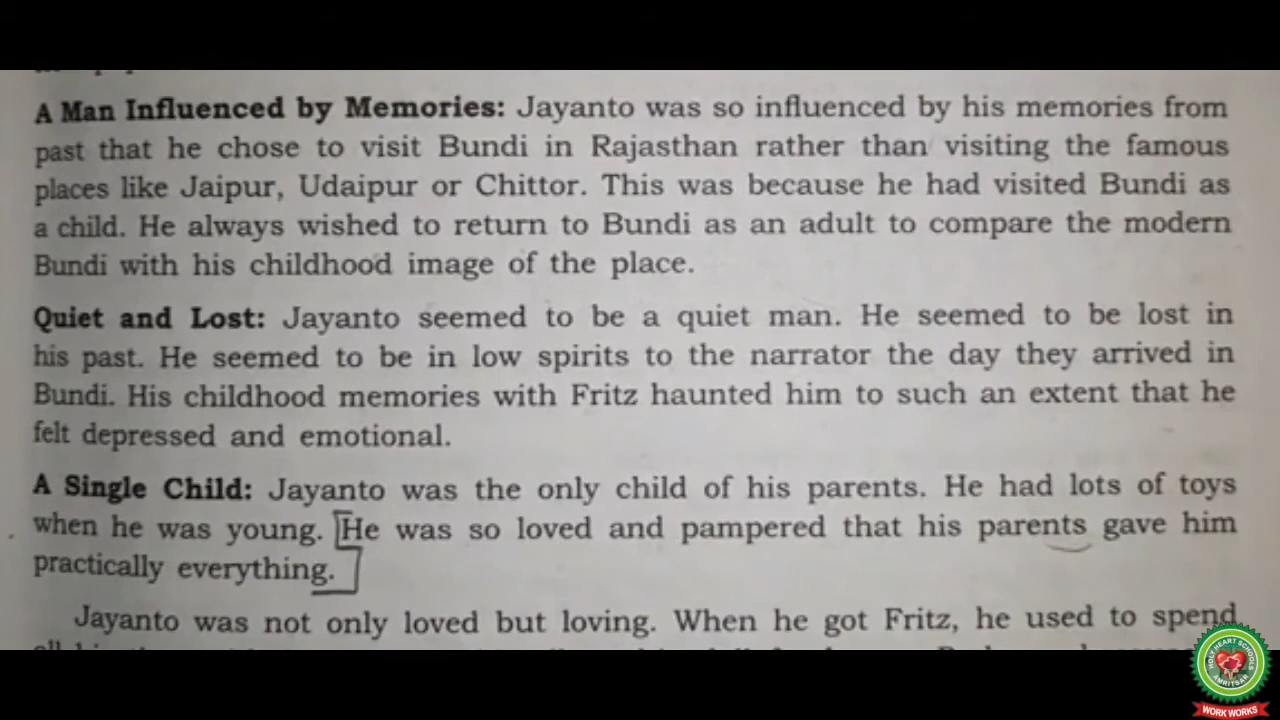 A Man Influenced by Memories: Jayanto was so influenced by his memories from
past that he chose to visit Bundi in Rajasthan rather than visiting the famous
places like Jaipur, Udaipur or Chittor. This was because he had visited Bundi as
a child. He always wished to return to Bundi as an adult to compare the modern
Bundi with his childhood image of the place.
Quiet and Lost: Jayanto seemed to be a quiet man. He seemed to be lost in
his past. He seemed to be in low spirits to the narrator the day they arrived in
Bundi. His childhood memories with Fritz haunted him to such an extent that he
felt depressed and emotional.
A Single Child: Jayanto was the only child of his parents. He had lots of toys
when he was young. He was so loved and pampered that his parents gave him
practically everything.
Jayanto was not only loved but loving. When he got Fritz, he used to spend
HOLY HEART SCHOOLS
AMRITSAR
WORK WORKS